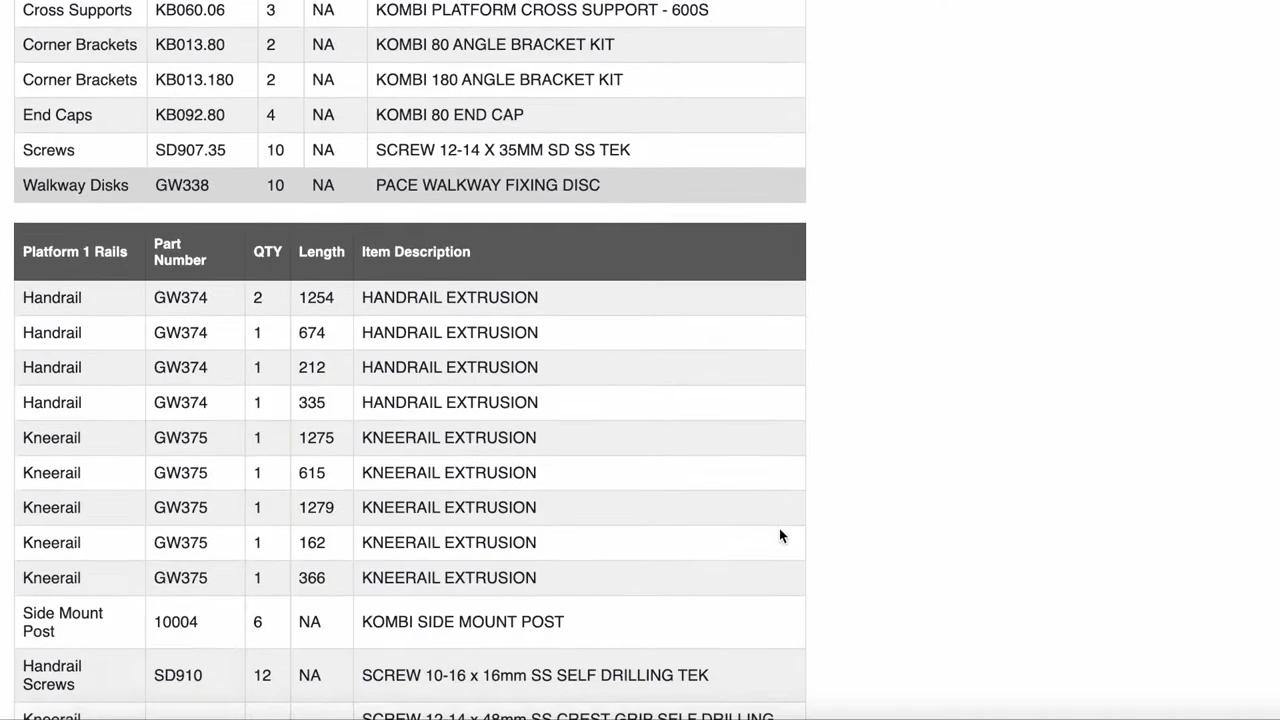 Cross Supports KB060.06 3 NA KOMBI PLATFORM CROSS SUPPORT - 600S
Corner Brackets KB013.80 2 NA KOMBI 80 ANGLE BRACKET KIT
Corner Brackets KB013.180 2 NA KOMBI 180 ANGLE BRACKET KIT
End Caps KB092.80 4 NA KOMBI 80 END CAP
Screws SD907.35 10 NA SCREW 12-14 X 35MM SD SS TEK
Walkway Disks GW338 10 NA PACE WALKWAY FIXING DISC
Platform 1 Rails Part Number QTY Length Item Description
Handrail GW374 2 1254 HANDRAIL EXTRUSION
Handrail GW374 1 674 HANDRAIL EXTRUSION
Handrail GW374 1 212 HANDRAIL EXTRUSION
Handrail GW374 1 335 HANDRAIL EXTRUSION
Kneerail GW375 1 1275 KNEERAIL EXTRUSION
Kneerail GW375 1 615 KNEERAIL EXTRUSION
Kneerail GW375 1 1279 KNEERAIL EXTRUSION
Kneerail GW375 1 162 KNEERAIL EXTRUSION
Kneerail GW375 1 366 KNEERAIL EXTRUSION
Side Mount Post 10004 6 NA KOMBI SIDE MOUNT POST
Handrail Screws SD910 12 NA SCREW 10-16 x 16mm SS SELF DRILLING TEK
Kneerail SCREW 12-14 x 48mm SS CREST GRIP SELF DRILLING